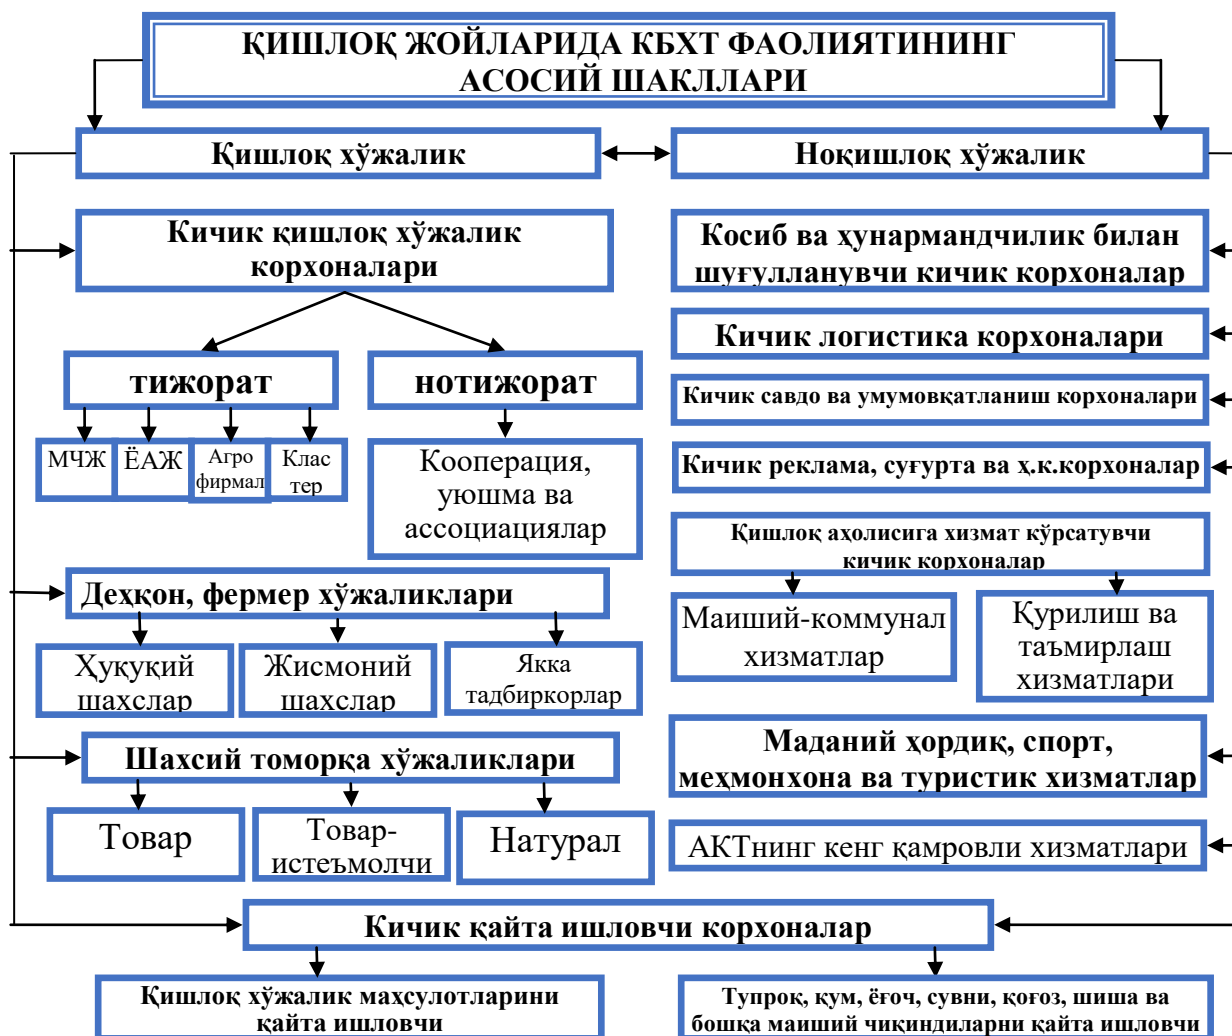 ҚИШЛОҚ ЖОЙЛАРИДА КБХТ ФАОЛИЯТИНИНГ
АСОСИЙ ШАКЛЛАРИ
Қишлоқ хўжалик
Ноқишлоқ хўжалик
Кичик қишлоқ хўжалик
корхоналари
тижорат
нотижорат
МЧЖ
ЁАЖ
Агро
фирмал
Клас
тер
Кооперация,
уюшма ва
ассоциациялар
Деҳқон, фермер хўжаликлари
Ҳуқуқий
шахслар
Жисмоний
шахслар
Якка
тадбиркорлар
Шахсий томорқа хўжаликлари
Товар
Товар-
истеъмолчи
Натурал
Косиб ва ҳунармандчилик билан
шуғулланувчи кичик корхоналар
Кичик логистика корхоналари
Кичик савдо ва умумовқатланиш корхоналари
Кичик реклама, суғурта ва ҳ.к.корхоналар
Қишлоқ аҳолисига хизмат кўрсатувчи
кичик корхоналар
Маиший-коммунал
хизматлар
Қурилиш ва
таъмирлаш
хизматлари
Маданий ҳордиқ, спорт,
меҳмонхона ва туристик хизматлар
АКТнинг кенг қамровли хизматлари
Кичик қайта ишловчи корхоналар
Қишлоқ хўжалик маҳсулотларини
қайта ишловчи
Тупроқ, қум, ёғоч, сувни, қоғоз, шиша ва
бошқа маиший чиқиндиларни қайта ишловчи